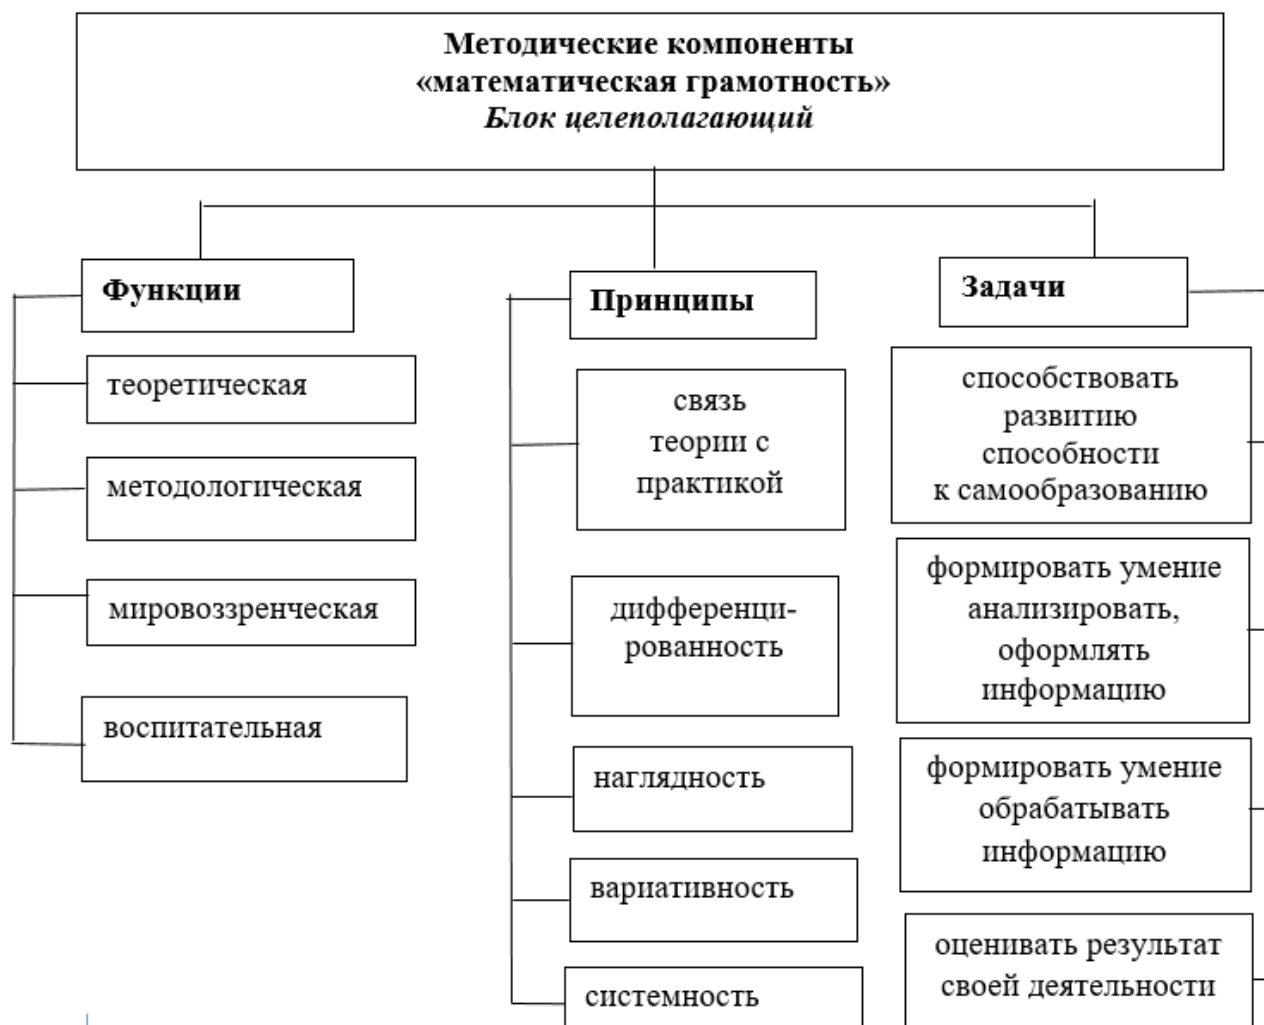 Методические компоненты
«математическая грамотность»
Блок целеполагающий
Функции
теоретическая
методологическая
мировоззренческая
воспитательная
Принципы
связь
теории с
практикой
дифференци-
рованность
наглядность
вариативность
системность
Задачи
способствовать
развитию
способности
к самообразованию
формировать умение
анализировать,
оформлять
информацию
формировать умение
обрабатывать
информацию
оценивать результат
своей деятельности